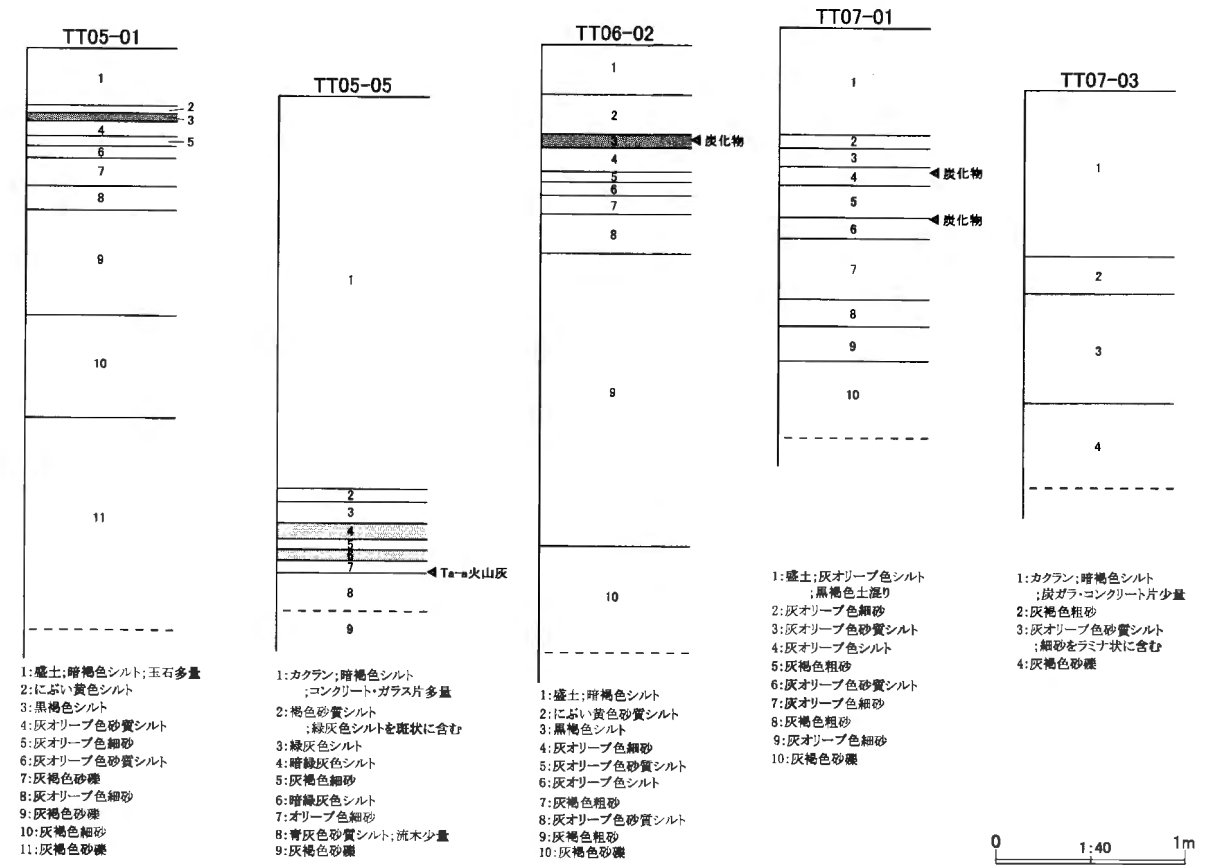 TT05-01
1
2
3
4
5
6
7
8
9
10
11
1:盛土;暗褐色シルト;玉石多量
2:にぶい黄色シルト
3:黒褐色シルト
4:灰オリーブ色砂質シルト
5:灰オリーブ色細砂
6:灰オリーブ色砂質シルト
7:灰褐色砂礫
8:灰オリーブ色細砂
9:灰褐色砂礫
10:灰褐色細砂
11:灰褐色砂礫
TT05-05
1
2
3
4
5
6
7
Ta-a火山灰
8
9
1:カクラン;暗褐色シルト
;コンクリート・ガラス片多量
2:褐色砂質シルト
;緑灰色シルトを斑状に含む
3:緑灰色シルト
4:暗緑灰色シルト
5:灰褐色細砂
6:暗緑灰色シルト
7:オリーブ色細砂
8:青灰色砂質シルト;流木少量
9:灰褐色砂礫
TT06-02
1
2
3
炭化物
4
5
6
7
8
9
10
1:盛土;暗褐色シルト
2:にぶい黄色砂質シルト
3:黒褐色シルト
4:灰オリーブ色細砂
5:灰オリーブ色砂質シルト
6:灰オリーブ色シルト
7:灰褐色粗砂
8:灰オリーブ色砂質シルト
9:灰褐色粗砂
10:灰褐色砂礫
TT07-01
1
2
3
4
炭化物
5
炭化物
6
7
8
9
10
1:盛土;灰オリーブ色シルト
;黒褐色土混り
2:灰オリーブ色細砂
3:灰オリーブ色砂質シルト
4:灰オリーブ色シルト
5:灰褐色粗砂
6:灰オリーブ色砂質シルト
7:灰オリーブ色細砂
8:灰褐色粗砂
9:灰オリーブ色細砂
10:灰褐色砂礫
TT07-03
1
2
3
4
1:カクラン;暗褐色シルト
;炭ガラ・コンクリート片少量
2:灰褐色粗砂
3:灰オリーブ色砂質シルト
;細砂をラミナ状に含む
4:灰褐色砂礫
0 1:40 1m